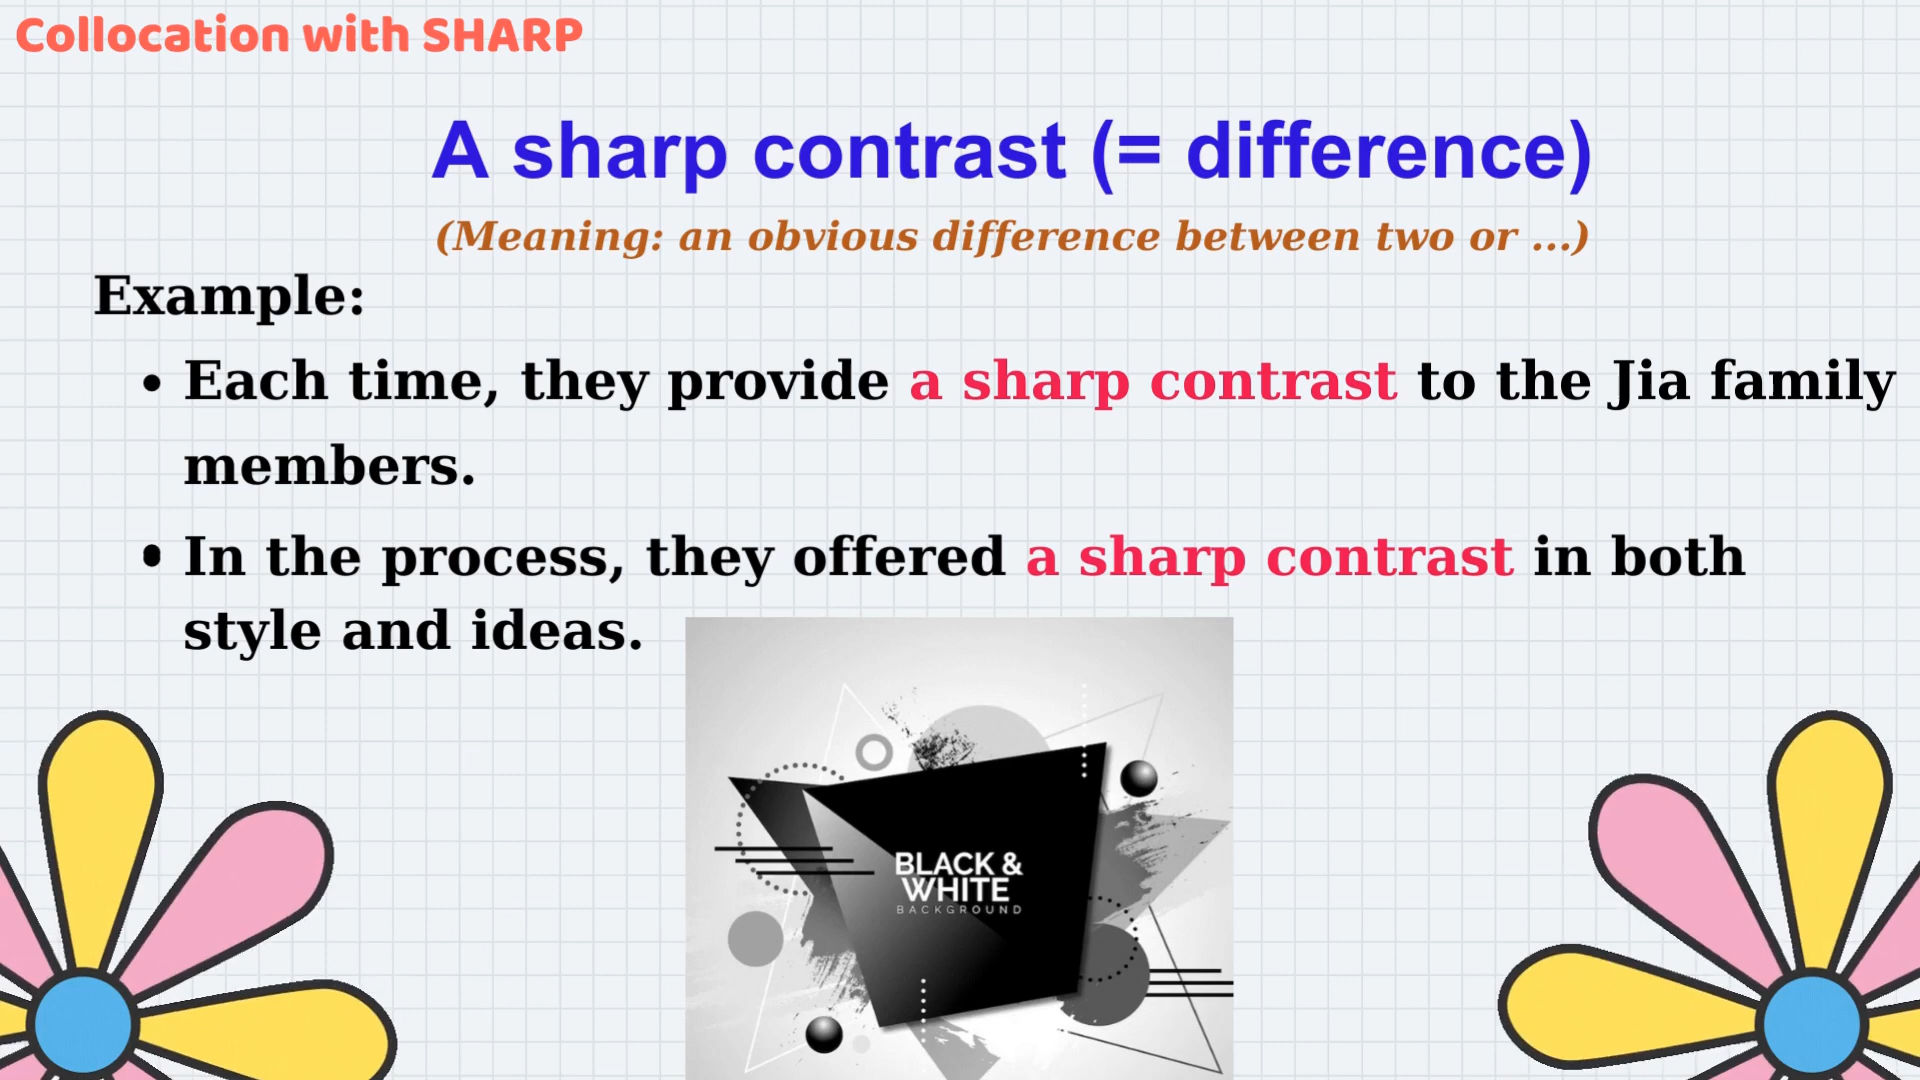 Collocation with SHARP
A sharp contrast (= difference)
(Meaning: an obvious difference between two or ...)
Example:
• Each time, they provide a sharp contrast to the Jia family
members.
• In the process, they offered a sharp contrast in both
style and ideas.
BLACK &
WHITE
BACKGROUND